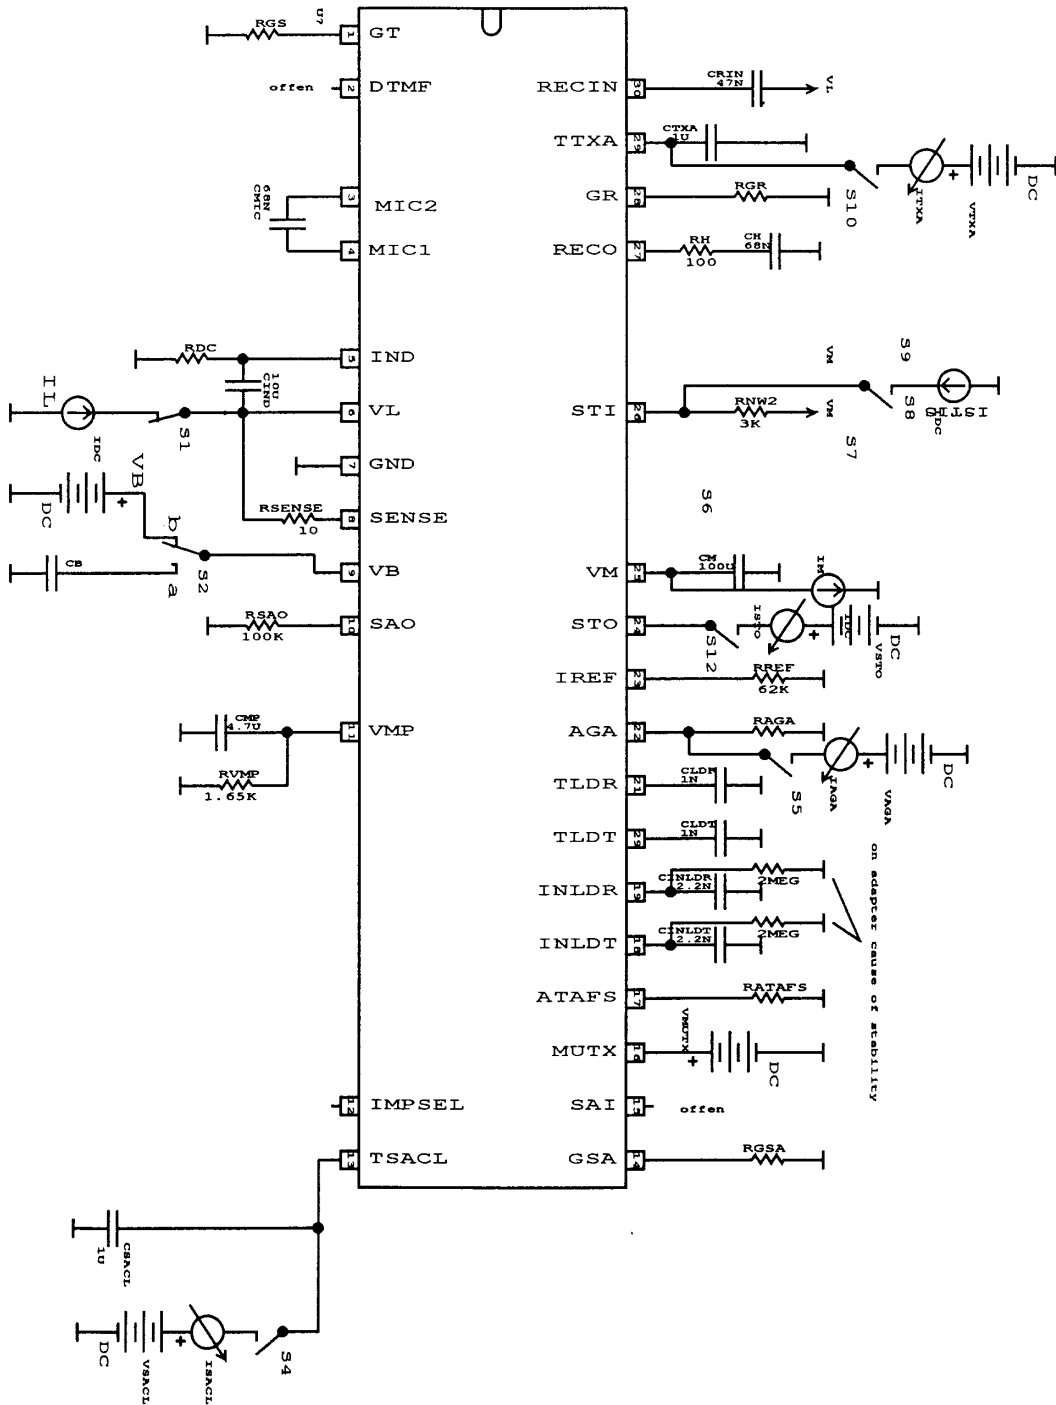 RGS
U?
1
GT
offen
2
DTMF
3
MIC2
68N
CMIC
4
MIC1
RDC
5
IND
10U
CIND
IL
IDC
S1
6
VL
7
GND
VB
+
DC
RSENSE
10
8
SENSE
b
a
S2
CB
9
VB
RSAO
100K
10
SAO
CMP
4.7U
11
VMP
RVMP
1.65K
12
IMPSEL
13
TSACL
CSACL
1U
S4
ISACL
+
VSACL
DC
RECIN
30
CRIN
47N
VL
TTXA
29
CTXA
1U
S10
ITXA
+
VTXA
DC
GR
28
RGR
RECO
27
RH
100
CH
68N
VM
S9
STI
26
RNW2
3K
VM
S8
IDC
S7
S6
VM
25
CM
100U
IM
IDC
STO
24
S12
ISTO
+
VSTO
DC
IREF
23
RREF
62K
AGA
22
RAGA
S5
IAGA
+
VAGA
DC
TLDR
21
CLDR
1N
TLDT
20
CLDT
1N
INLDR
19
CINLDR
2.2N
2MEG
INLDT
18
CINLDT
2.2N
2MEG
on adapter cause of stability
ATAFS
17
RATAFS
MUTX
16
VMUTX
+
DC
SAI
15
offen
GSA
14
RGSA